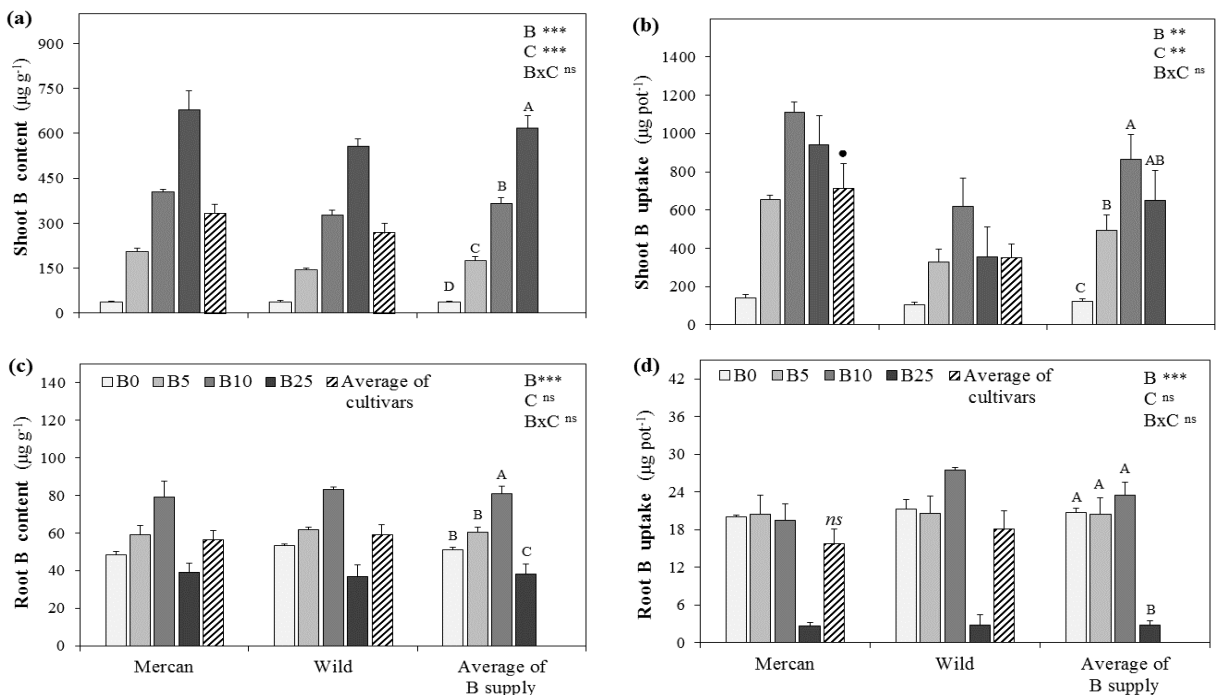 (a)
B ***
C ***
BxC ns
Shoot B content (µg g-1)
900
750
600
450
300
150
0
D
C
B
A
(b)
B **
C **
BxC ns
Shoot B uptake (µg pot-1)
1400
1200
1000
800
600
400
200
0
C
B
A
AB
(c)
B0 B5 B10 B25 Average of
cultivars
B***
C ns
BxC ns
Root B content (µg g-1)
140
120
100
80
60
40
20
0
B
B
A
C
Mercan
Wild
Average of
B supply
(d)
B0 B5 B10 B25 Average of
cultivars
B ***
C ns
BxC ns
Root B uptake (µg pot-1)
42
36
30
24
18
12
6
0
ns
A
A
A
B
Mercan
Wild
Average of
B supply